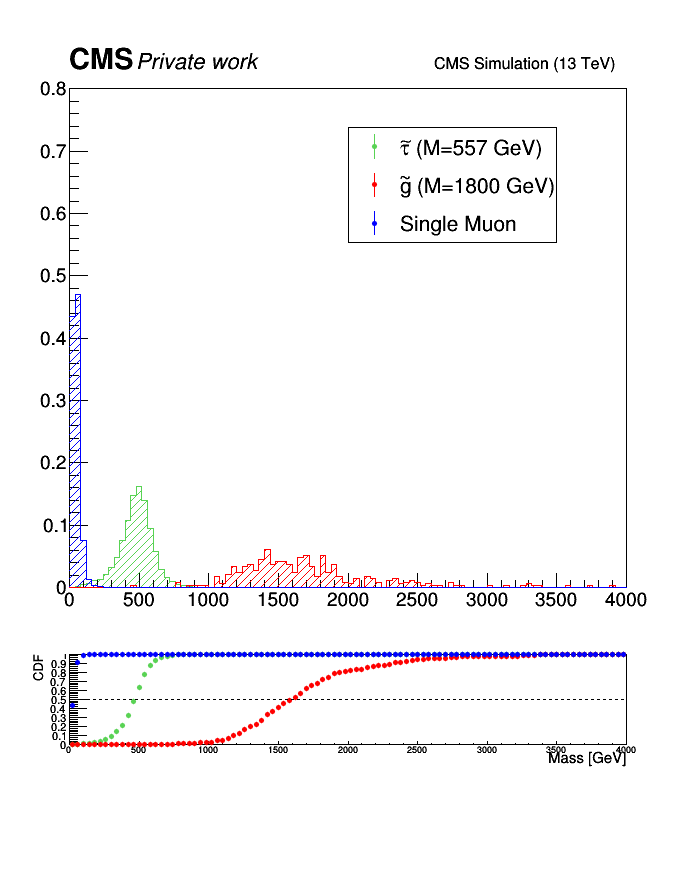 CMS Private work CMS Simulation (13 TeV)
0.8
τ̃ (M=557 GeV)
0.7
g̃ (M=1800 GeV)
0.6
Single Muon
0.5
0.4
0.3
0.2
0.1
0
0 500 1000 1500 2000 2500 3000 3500 4000
CDF
1
0.9
0.8
0.7
0.6
0.5
0.4
0.3
0.2
0.1
0
0 500 1000 1500 2000 2500 3000 3500 4000
Mass [GeV]